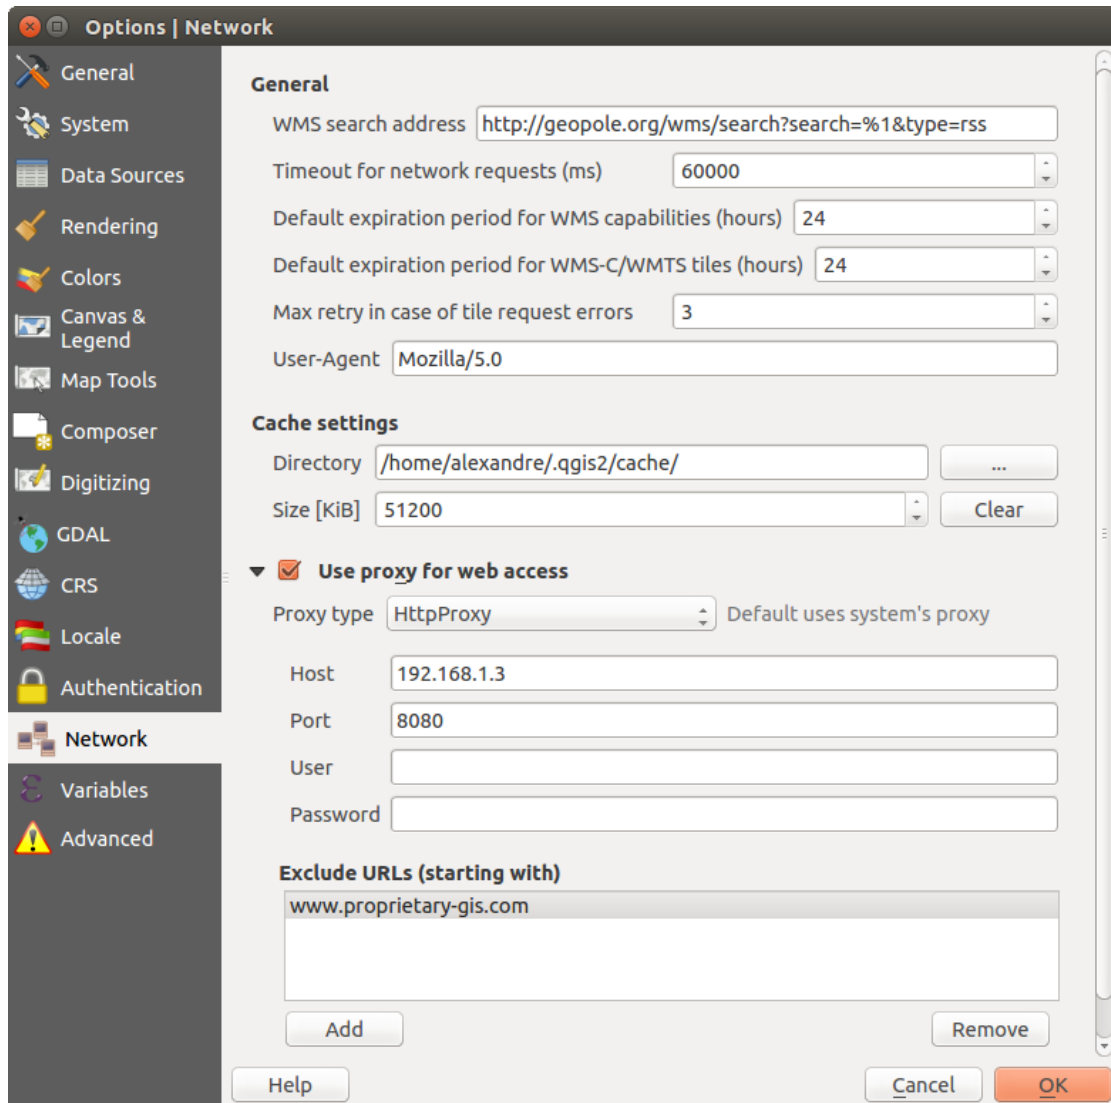 Options | Network
General
System
Data Sources
Rendering
Colors
Canvas &
Legend
Map Tools
Composer
Digitizing
GDAL
CRS
Locale
Authentication
Network
Variables
Advanced
General
WMS search address http://geopole.org/wms/search?search=%1&type=rss
Timeout for network requests (ms) 60000
Default expiration period for WMS capabilities (hours) 24
Default expiration period for WMS-C/WMTS tiles (hours) 24
Max retry in case of tile request errors 3
User-Agent Mozilla/5.0
Cache settings
Directory /home/alexandre/.qgis2/cache/ ...
Size [KiB] 51200 Clear
Use proxy for web access
Proxy type HttpProxy Default uses system's proxy
Host 192.168.1.3
Port 8080
User
Password
Exclude URLs (starting with)
www.proprietary-gis.com
Add Remove
Help Cancel OK